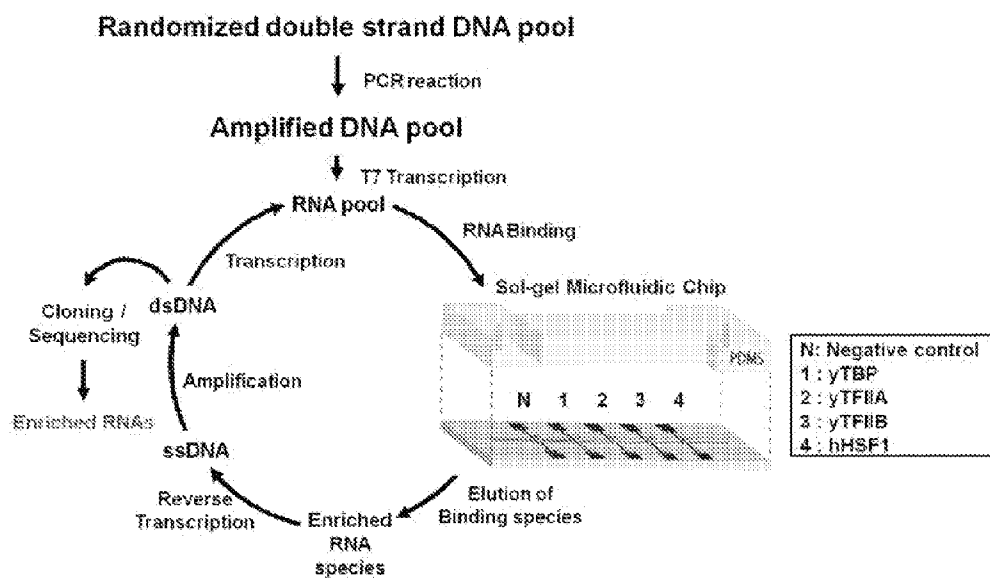 Randomized double strand DNA pool
PCR reaction
Amplified DNA pool
T7 Transcription
RNA pool
RNA Binding
Transcription
Sol-gel Microfluidic Chip
dsDNA
Cloning /
Sequencing
PDMS
N: Negative control
1 : yTBP
2 : yTFIIA
3 : yTFIIB
4 : hHSF1
Amplification
N 1 2 3 4
Enriched RNAs
ssDNA
Reverse
Transcription
Elution of
Binding species
Enriched
RNA
species